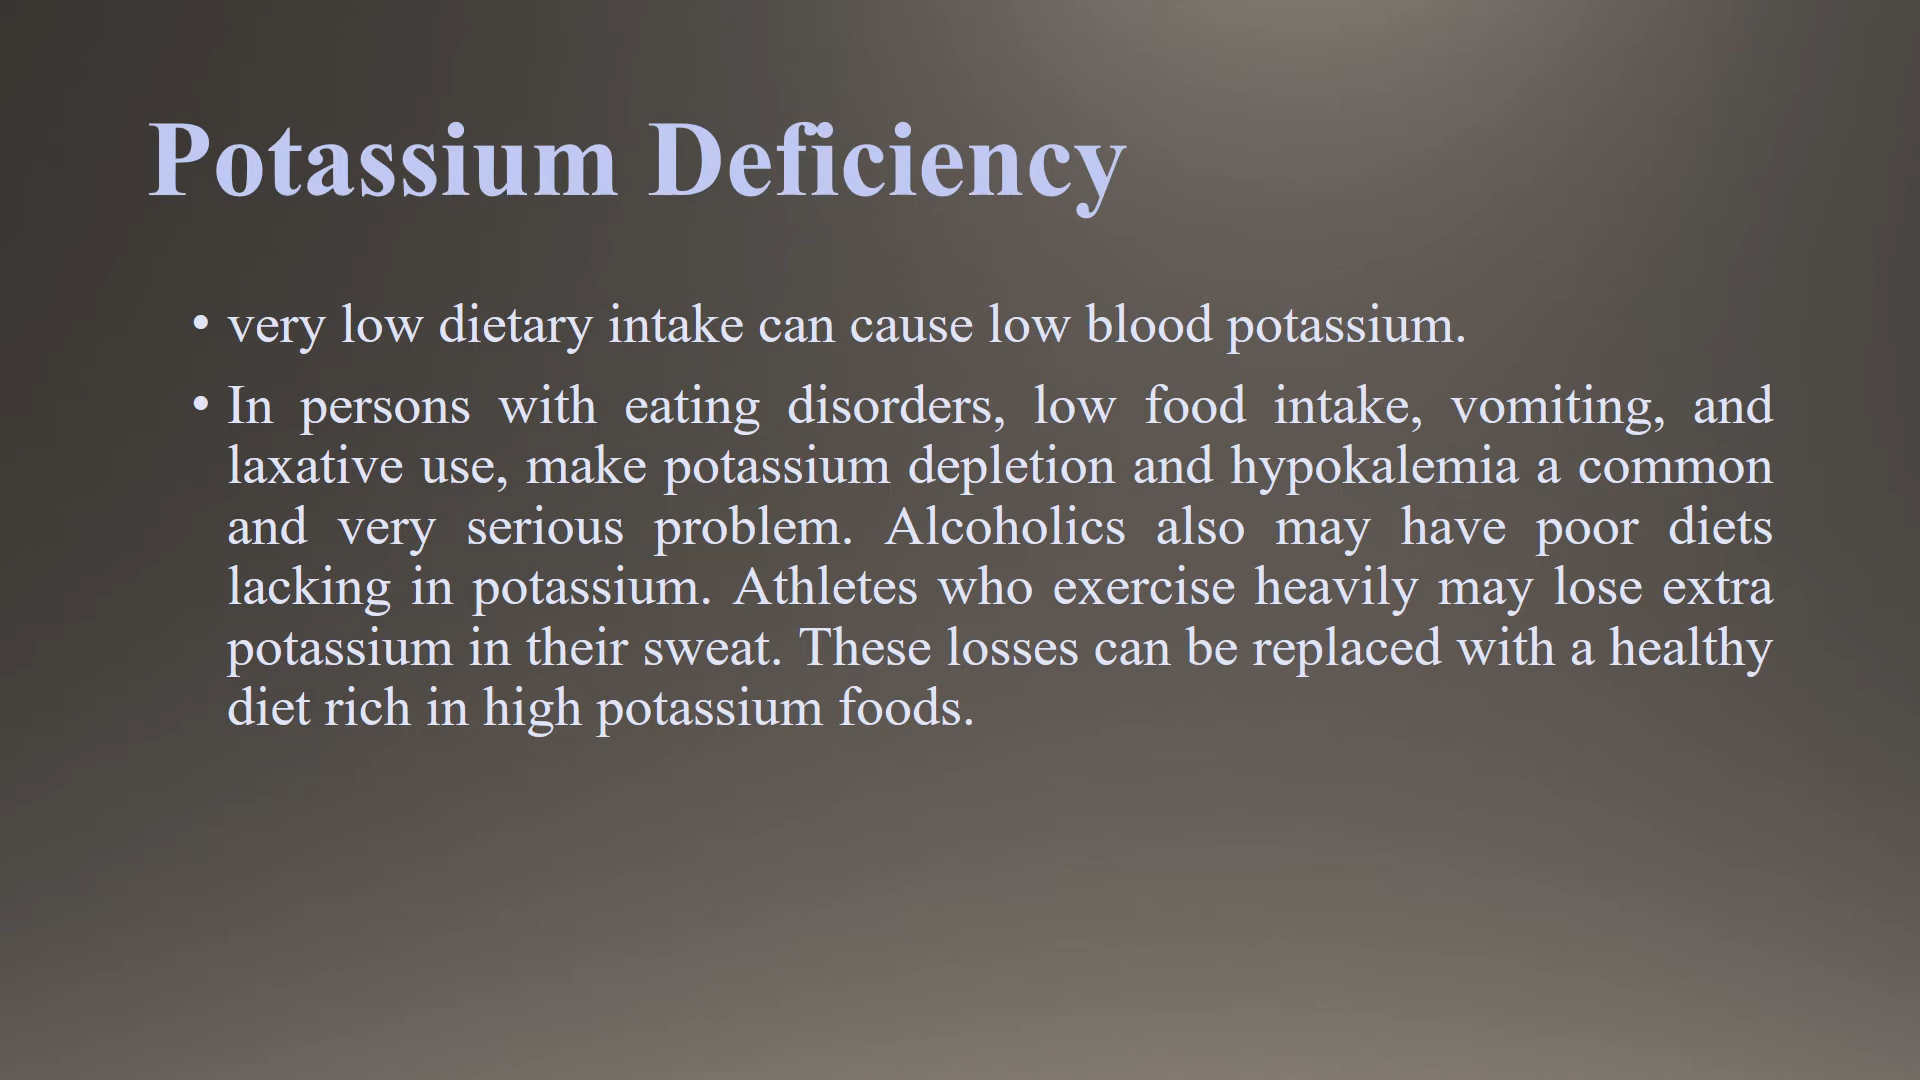 Potassium Deficiency
• very low dietary intake can cause low blood potassium.
• In persons with eating disorders, low food intake, vomiting, and
laxative use, make potassium depletion and hypokalemia a common
and very serious problem. Alcoholics also may have poor diets
lacking in potassium. Athletes who exercise heavily may lose extra
potassium in their sweat. These losses can be replaced with a healthy
diet rich in high potassium foods.